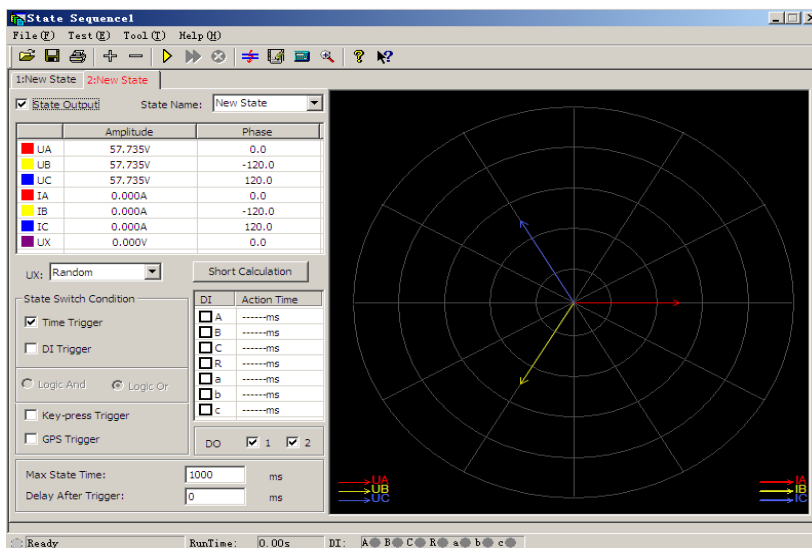 State Sequence1
File(F) Test(E) Tool(T) Help(H)
1:New State 2:New State
State Output State Name: New State
Amplitude Phase
UA 57.735V 0.0
UB 57.735V -120.0
UC 57.735V 120.0
IA 0.000A 0.0
IB 0.000A -120.0
IC 0.000A 120.0
UX 0.000V 0.0
UX: Random Short Calculation
State Switch Condition
Time Trigger
DI Trigger
Logic And Logic Or
Key-press Trigger
GPS Trigger
DI Action Time
A ------ms
B ------ms
C ------ms
R ------ms
a ------ms
b ------ms
c ------ms
DO 1 2
Max State Time: 1000 ms
Delay After Trigger: 0 ms
UA
UB
UC
IA
IB
IC
Ready RunTime: 0.00s DI: A B C R a b c